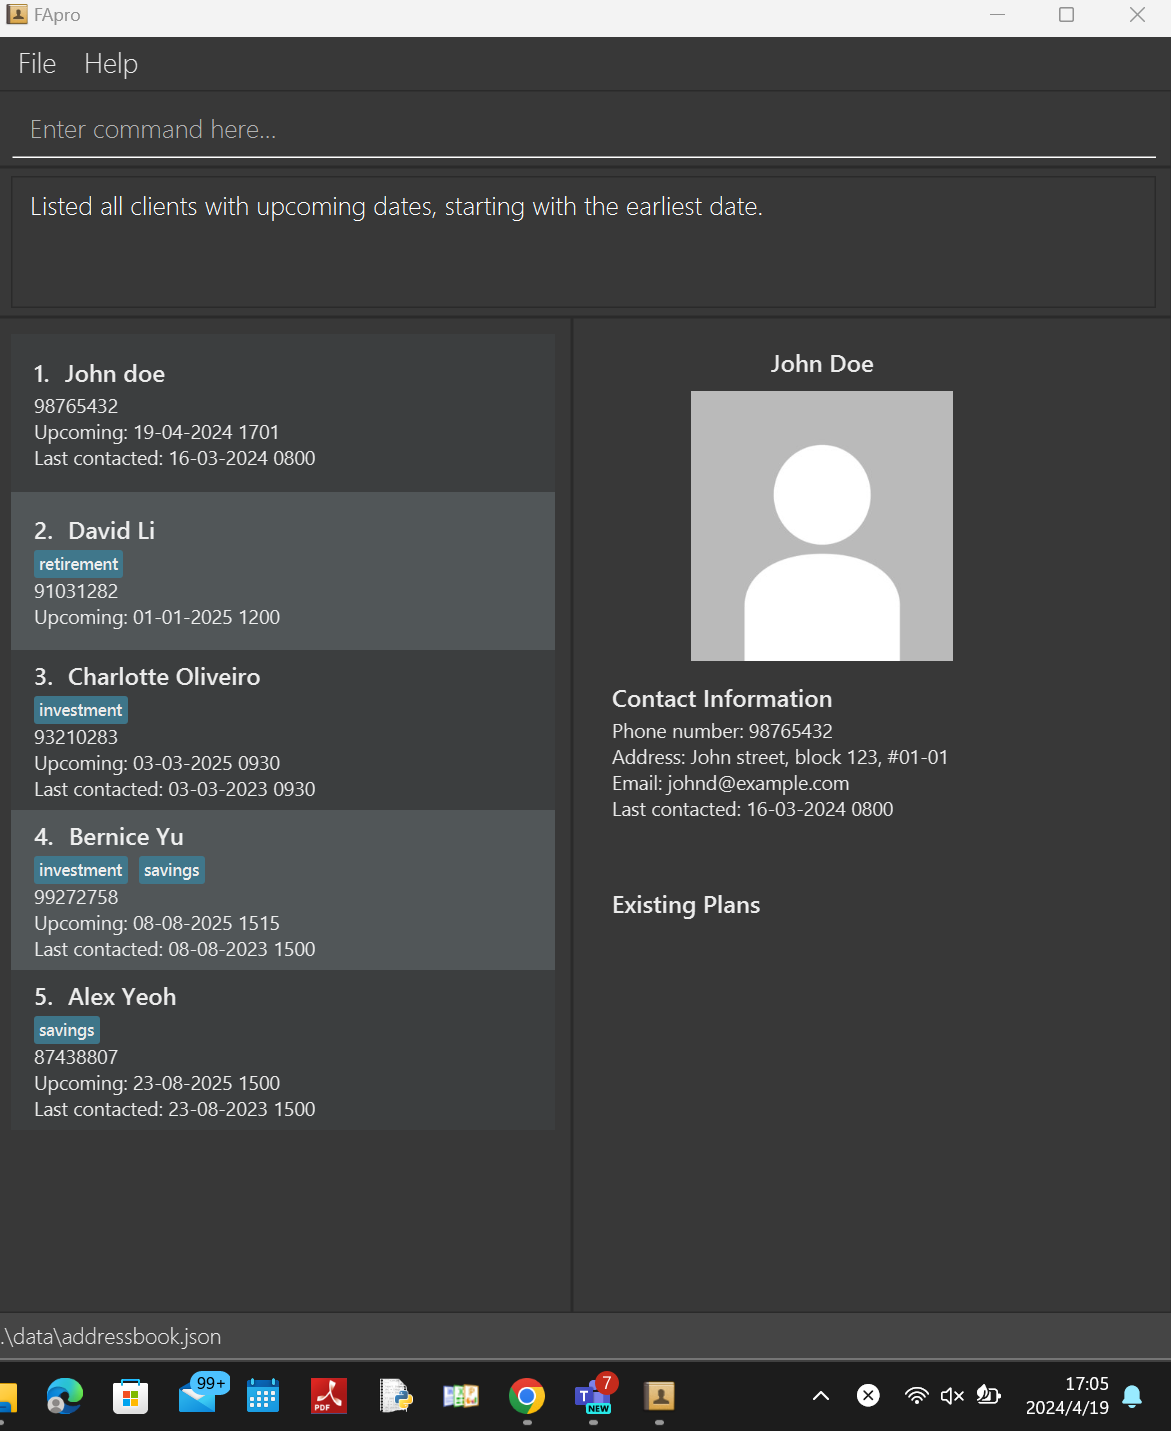 FApro
File Help
Enter command here...
Listed all clients with upcoming dates, starting with the earliest date.
1. John doe
98765432
Upcoming: 19-04-2024 1701
Last contacted: 16-03-2024 0800
2. David Li
retirement
91031282
Upcoming: 01-01-2025 1200
3. Charlotte Oliveiro
investment
93210283
Upcoming: 03-03-2025 0930
Last contacted: 03-03-2023 0930
4. Bernice Yu
investment savings
99272758
Upcoming: 08-08-2025 1515
Last contacted: 08-08-2023 1500
5. Alex Yeoh
savings
87438807
Upcoming: 23-08-2025 1500
Last contacted: 23-08-2023 1500
John Doe
Contact Information
Phone number: 98765432
Address: John street, block 123, #01-01
Email: johnd@example.com
Last contacted: 16-03-2024 0800
Existing Plans
.\data\addressbook.json
99+
PDF
T
7
NEW
17:05
2024/4/19